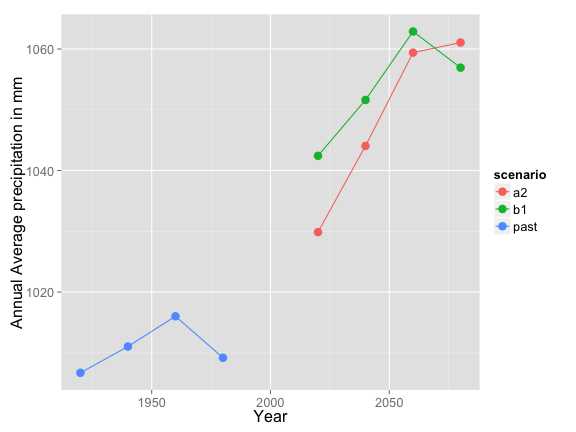 Annual Average precipitation in mm
1060
1040
1020
1950
2000
2050
Year
scenario
a2
b1
past